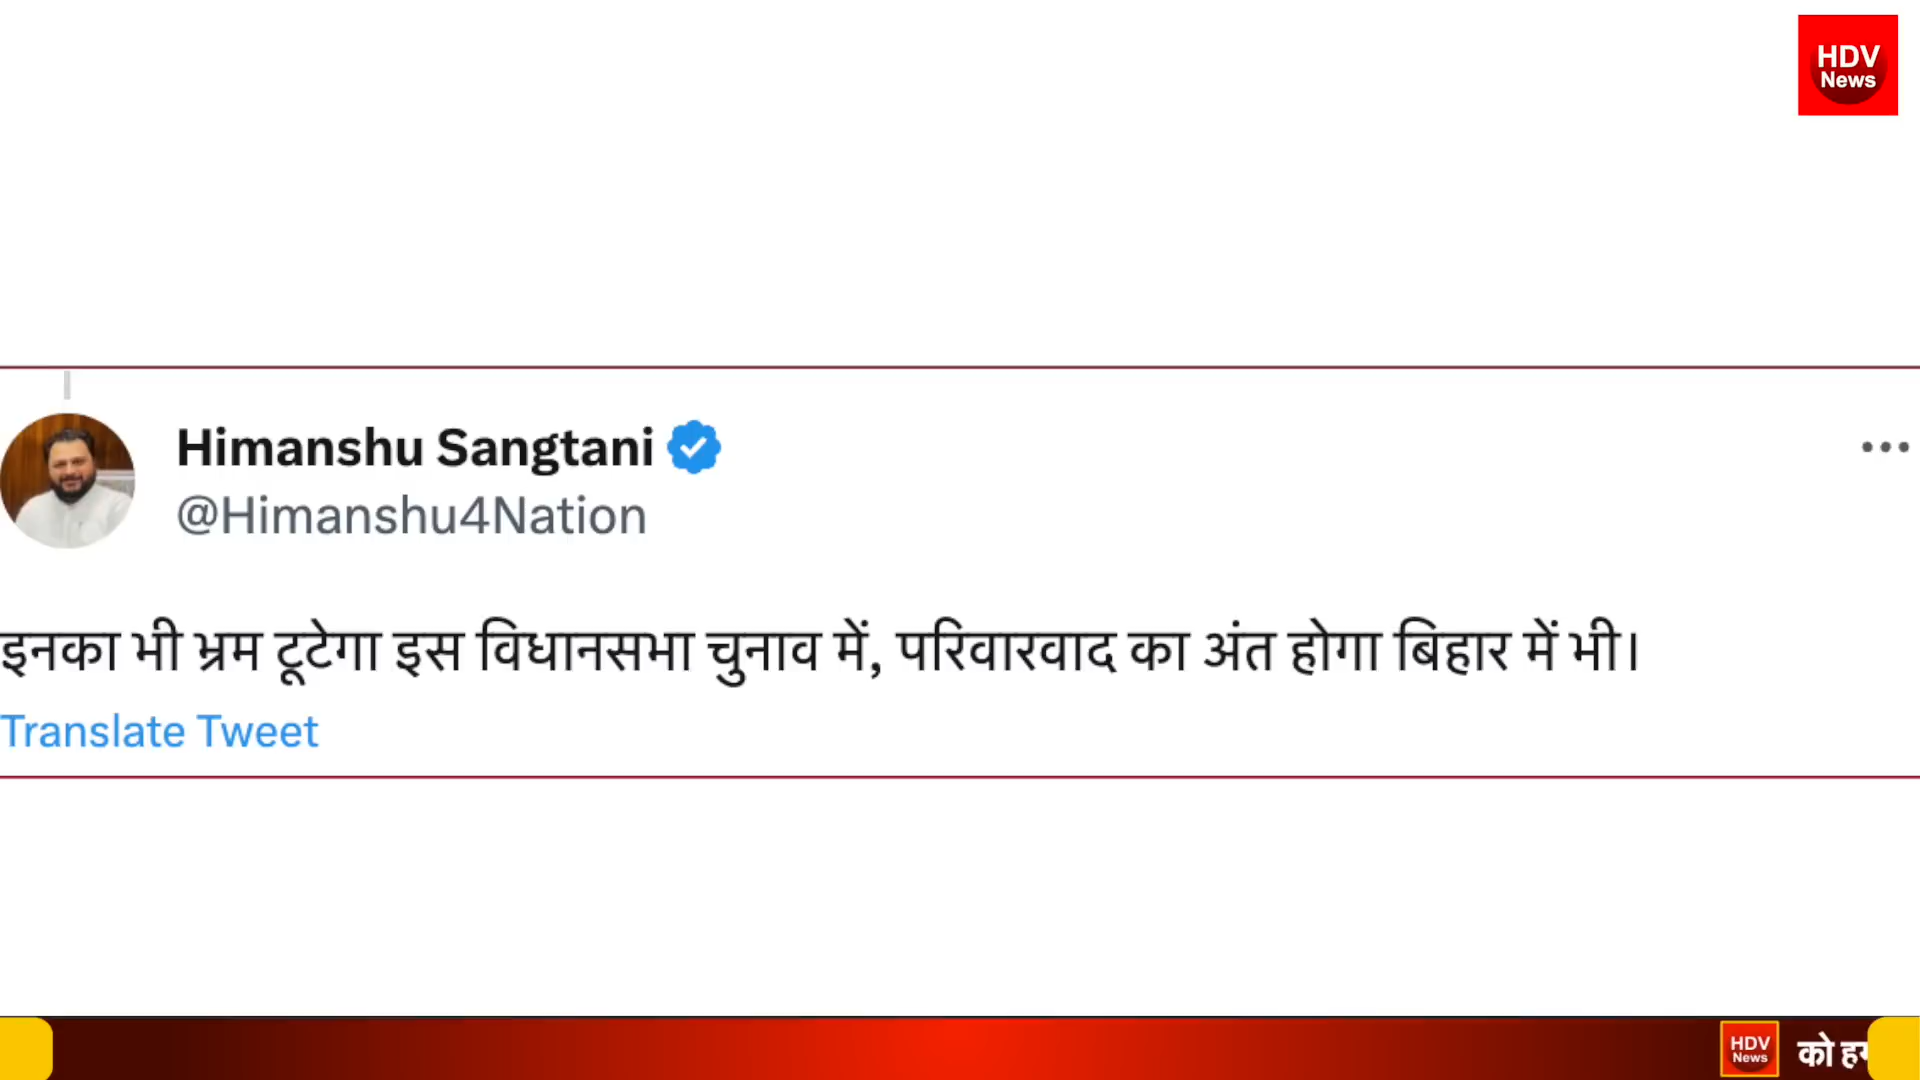 HDV
News
Himanshu Sangtani
@Himanshu4Nation
इनका भी भ्रम टूटेगा इस विधानसभा चुनाव में, परिवारवाद का अंत होगा बिहार में भी।
Translate Tweet
HDV
News
को